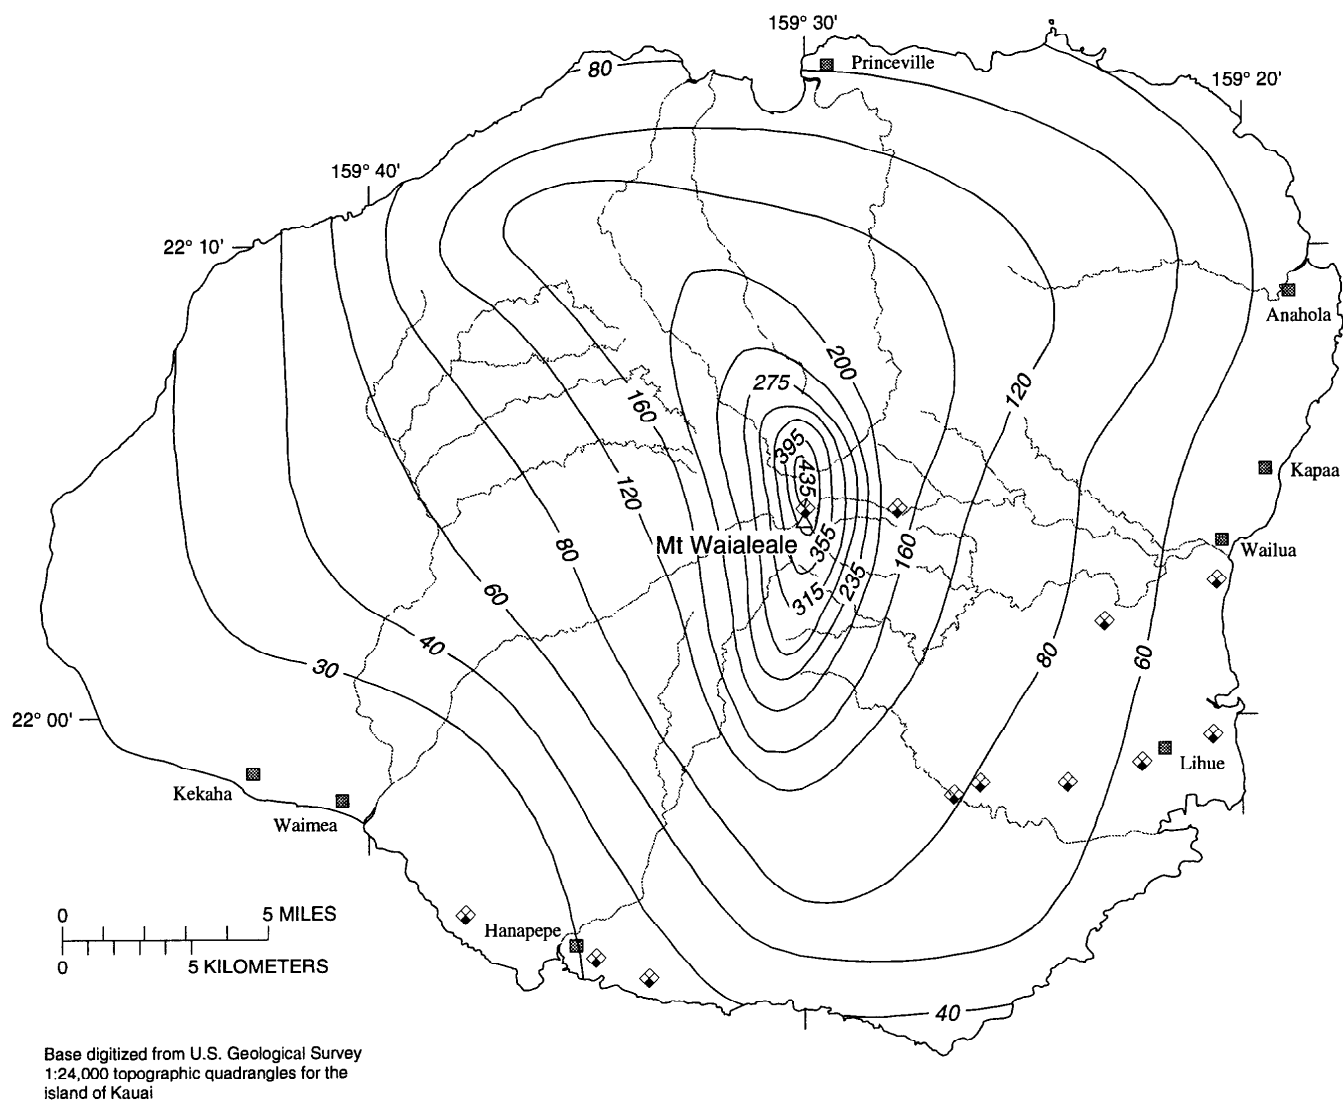 159° 30'
Princeville
80
159° 20'
159° 40'
22° 10'
Anahola
200
275
120
160
395
435
Kapaa
120
Mt Waialeale
355
160
Wailua
80
235
315
60
40
80
60
30
22° 00'
Lihue
Kekaha
Waimea
0 5 MILES
Hanapepe
0 5 KILOMETERS
40
Base digitized from U.S. Geological Survey
1:24,000 topographic quadrangles for the
island of Kauai